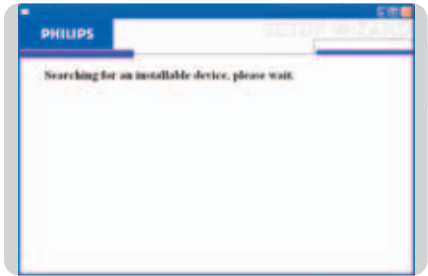 SETUP WIZARD
PHILIPS
Searching for an installable device, please wait.